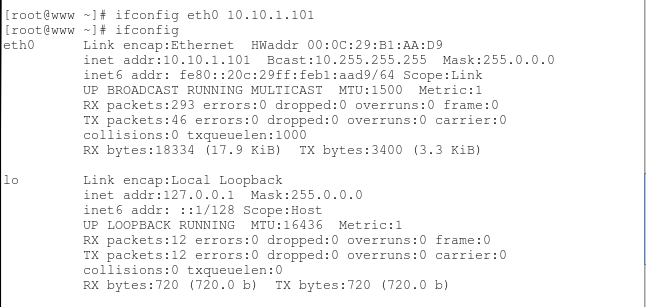 [root@www ~]# ifconfig eth0 10.10.1.101
[root@www ~]# ifconfig
eth0      Link encap:Ethernet  HWaddr 00:0C:29:B1:AA:D9
          inet addr:10.10.1.101  Bcast:10.255.255.255  Mask:255.0.0.0
          inet6 addr: fe80::20c:29ff:feb1:aad9/64 Scope:Link
          UP BROADCAST RUNNING MULTICAST  MTU:1500  Metric:1
          RX packets:293 errors:0 dropped:0 overruns:0 frame:0
          TX packets:46 errors:0 dropped:0 overruns:0 carrier:0
          collisions:0 txqueuelen:1000
          RX bytes:18334 (17.9 KiB)  TX bytes:3400 (3.3 KiB)
lo        Link encap:Local Loopback
          inet addr:127.0.0.1  Mask:255.0.0.0
          inet6 addr: ::1/128 Scope:Host
          UP LOOPBACK RUNNING  MTU:16436  Metric:1
          RX packets:12 errors:0 dropped:0 overruns:0 frame:0
          TX packets:12 errors:0 dropped:0 overruns:0 carrier:0
          collisions:0 txqueuelen:0
          RX bytes:720 (720.0 b)  TX bytes:720 (720.0 b)